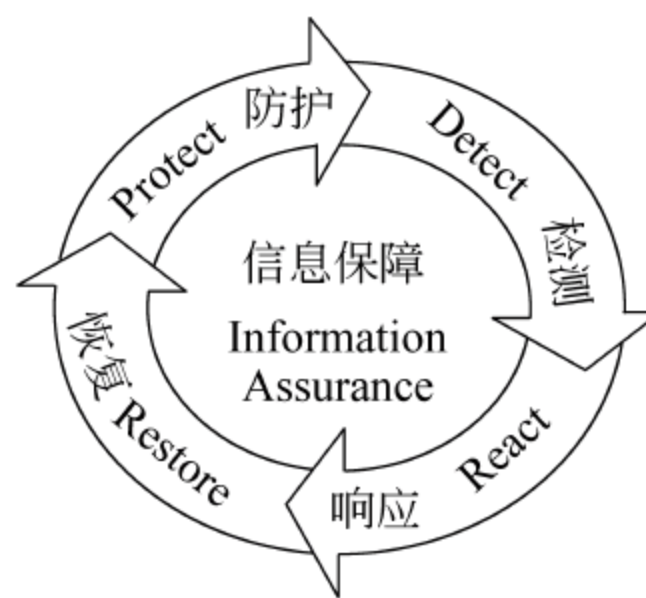 Protect 防护
Detect 检测
React 响应
恢复 Restore
信息保障
Information
Assurance